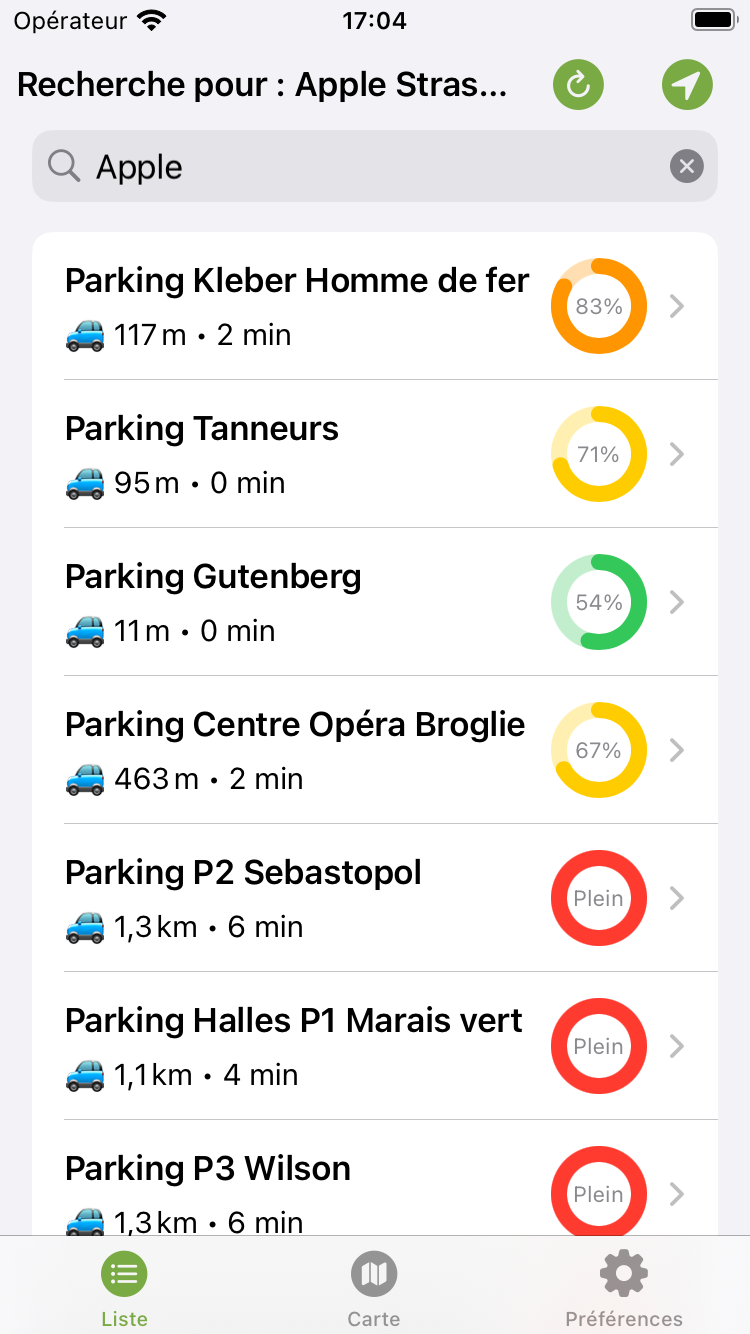 Opérateur 17:04
Recherche pour : Apple Stras...
Apple
Parking Kleber Homme de fer
117 m • 2 min
83%
Parking Tanneurs
95 m • 0 min
71%
Parking Gutenberg
11 m • 0 min
54%
Parking Centre Opéra Broglie
463 m • 2 min
67%
Parking P2 Sebastopol
1,3 km • 6 min
Plein
Parking Halles P1 Marais vert
1,1 km • 4 min
Plein
Parking P3 Wilson
1,3 km • 6 min
Plein
Liste Carte Préférences